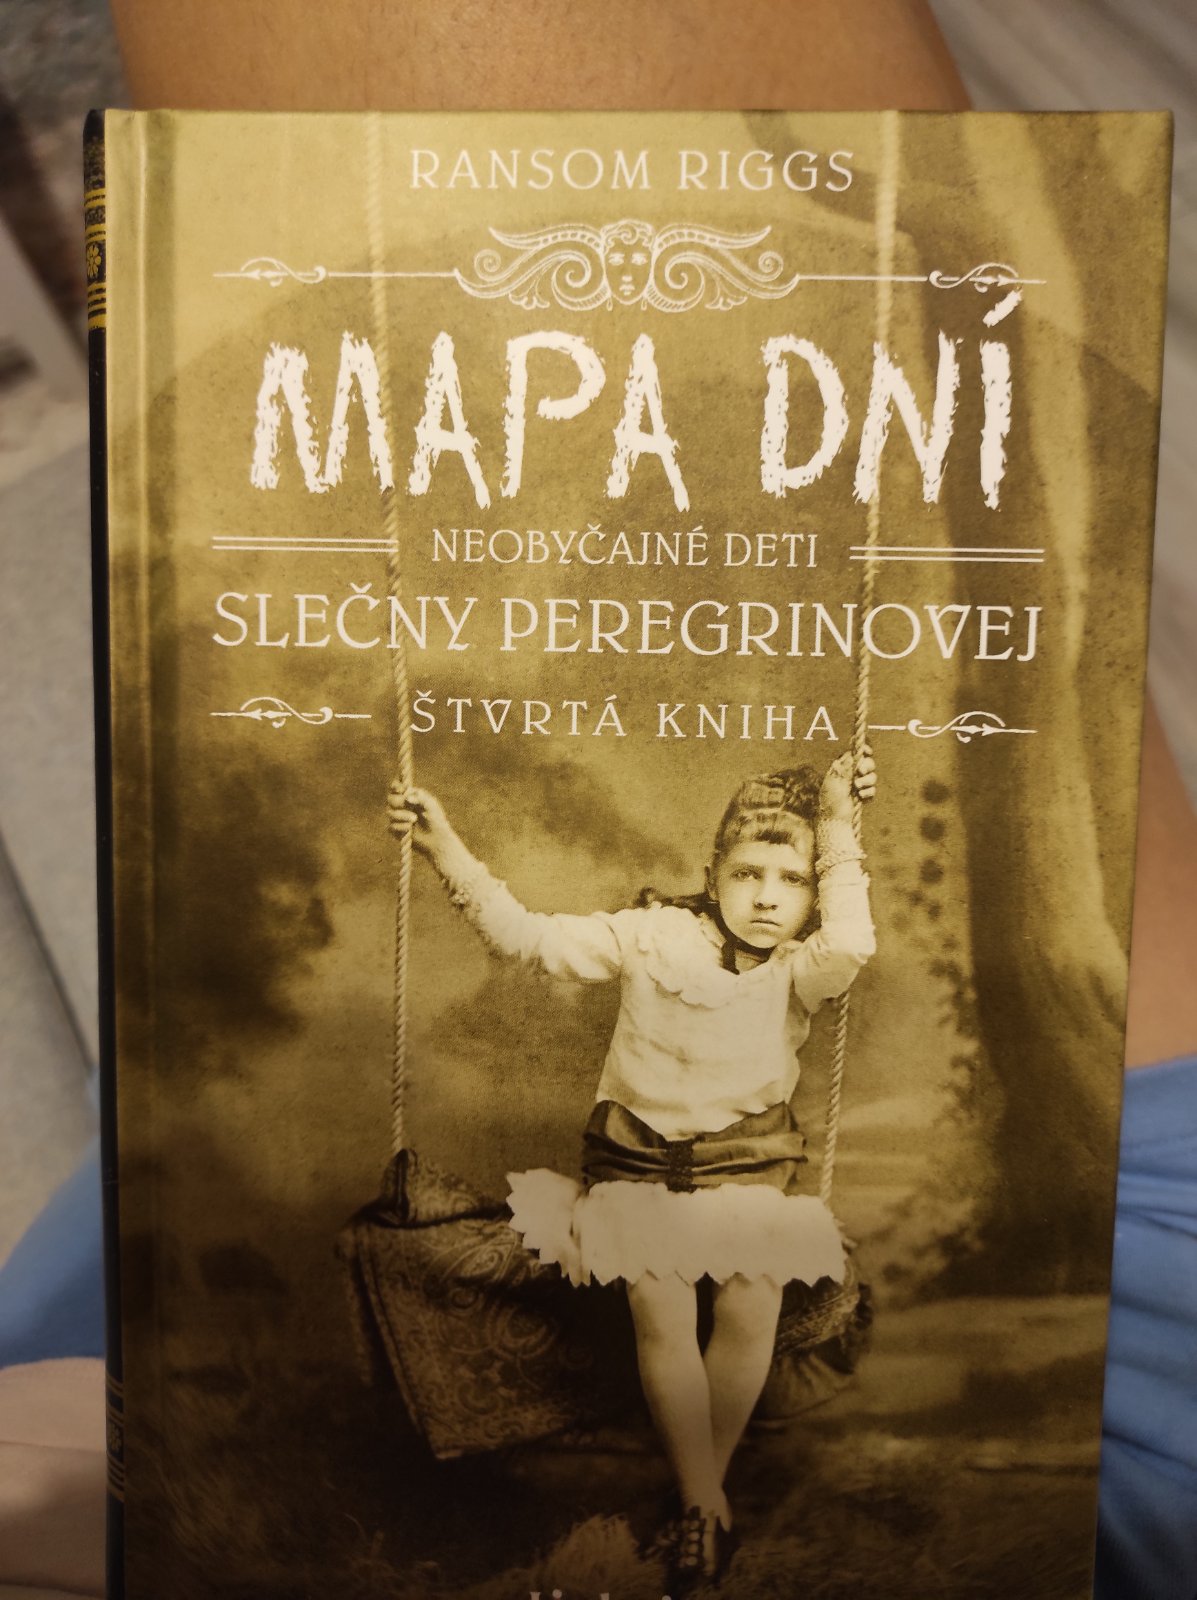 RANSOM RIGGS
MAPA DNÍ
NEOBYČAJNÉ DETI
SLEČNY PEREGRINOVEJ
ŠTVRTÁ KNIHA